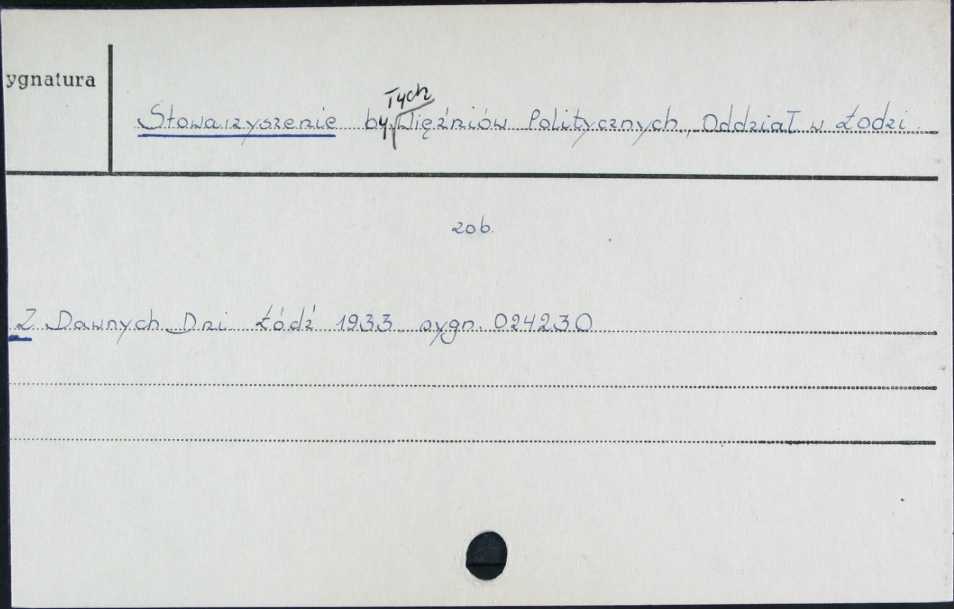 ygnatura
Stowarzyszenie byłych Więźniów Politycznych, Oddział w Łodzi
zob.
Z Dawnych Dni Łódź 1933 sygn. 024230